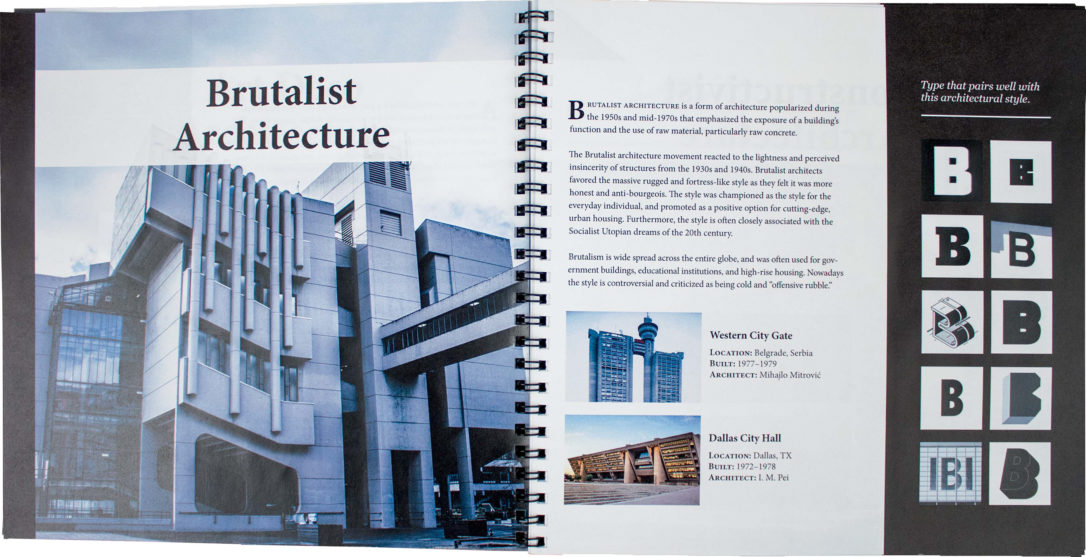 Brutalist
Architecture
BRUTALIST ARCHITECTURE is a form of architecture popularized during
the 1950s and mid-1970s that emphasized the exposure of a building's
function and the use of raw material, particularly raw concrete.
The Brutalist architecture movement reacted to the lightness and perceived
insincerity of structures from the 1930s and 1940s. Brutalist architects
favored the massive rugged and fortress-like style as they felt it was more
honest and anti-bourgeois. The style was championed as the style for the
everyday individual, and promoted as a positive option for cutting-edge,
urban housing. Furthermore, the style is often closely associated with the
Socialist Utopian dreams of the 20th century.
Brutalism is wide spread across the entire globe, and was often used for gov-
ernment buildings, educational institutions, and high-rise housing. Nowadays
the style is controversial and criticized as being cold and "offensive rubble."
Western City Gate
LOCATION: Belgrade, Serbia
BUILT: 1977–1979
ARCHITECT: Mihajlo Mitrović
Dallas City Hall
LOCATION: Dallas, TX
BUILT: 1972–1978
ARCHITECT: I. M. Pei
Type that pairs well with
this architectural style.
B B
B B
B B
B B
B B